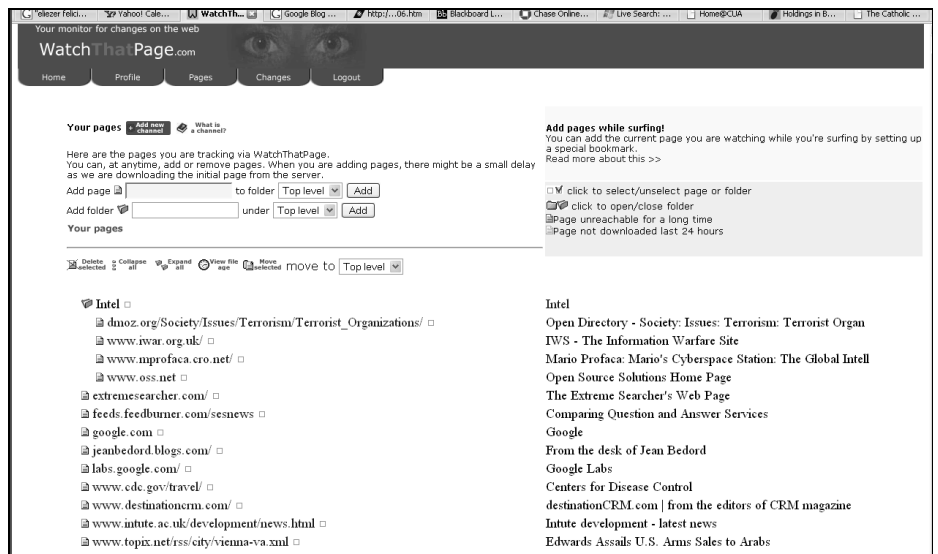 "eliezer felici... Yahoo! Cale... WatchTh... Google Blog ... http:/...06.htm Blackboard L... Chase Online... Live Search: ... Home@CUA Holdings in B... The Catholic ...
Your monitor for changes on the web
WatchThatPage.com
Home Profile Pages Changes Logout
Your pages + Add new channel What is a channel?
Here are the pages you are tracking via WatchThatPage.
You can, at anytime, add or remove pages. When you are adding pages, there might be a small delay
as we are downloading the initial page from the server.
Add page to folder Top level Add
Add folder under Top level Add
Your pages
Add pages while surfing!
You can add the current page you are watching while you're surfing by setting up
a special bookmark.
Read more about this >>
click to select/unselect page or folder
click to open/close folder
Page unreachable for a long time
Page not downloaded last 24 hours
Delete selected Collapse all Expand all View file age Move selected move to Top level
Intel Intel
dmoz.org/Society/Issues/Terrorism/Terrorist_Organizations/ Open Directory - Society: Issues: Terrorism: Terrorist Organ
www.iwar.org.uk/ IWS - The Information Warfare Site
www.mprofaca.cro.net/ Mario Profaca: Mario's Cyberspace Station: The Global Intell
www.oss.net Open Source Solutions Home Page
extremesearcher.com/ The Extreme Searcher's Web Page
feeds.feedburner.com/sesnews Comparing Question and Answer Services
google.com Google
jeanbedord.blogs.com/ From the desk of Jean Bedord
labs.google.com/ Google Labs
www.cdc.gov/travel/ Centers for Disease Control
www.destinationcrm.com/ destinationCRM.com | from the editors of CRM magazine
www.intute.ac.uk/development/news.html Intute development - latest news
www.topix.net/rss/city/vienna-va.xml Edwards Assails U.S. Arms Sales to Arabs